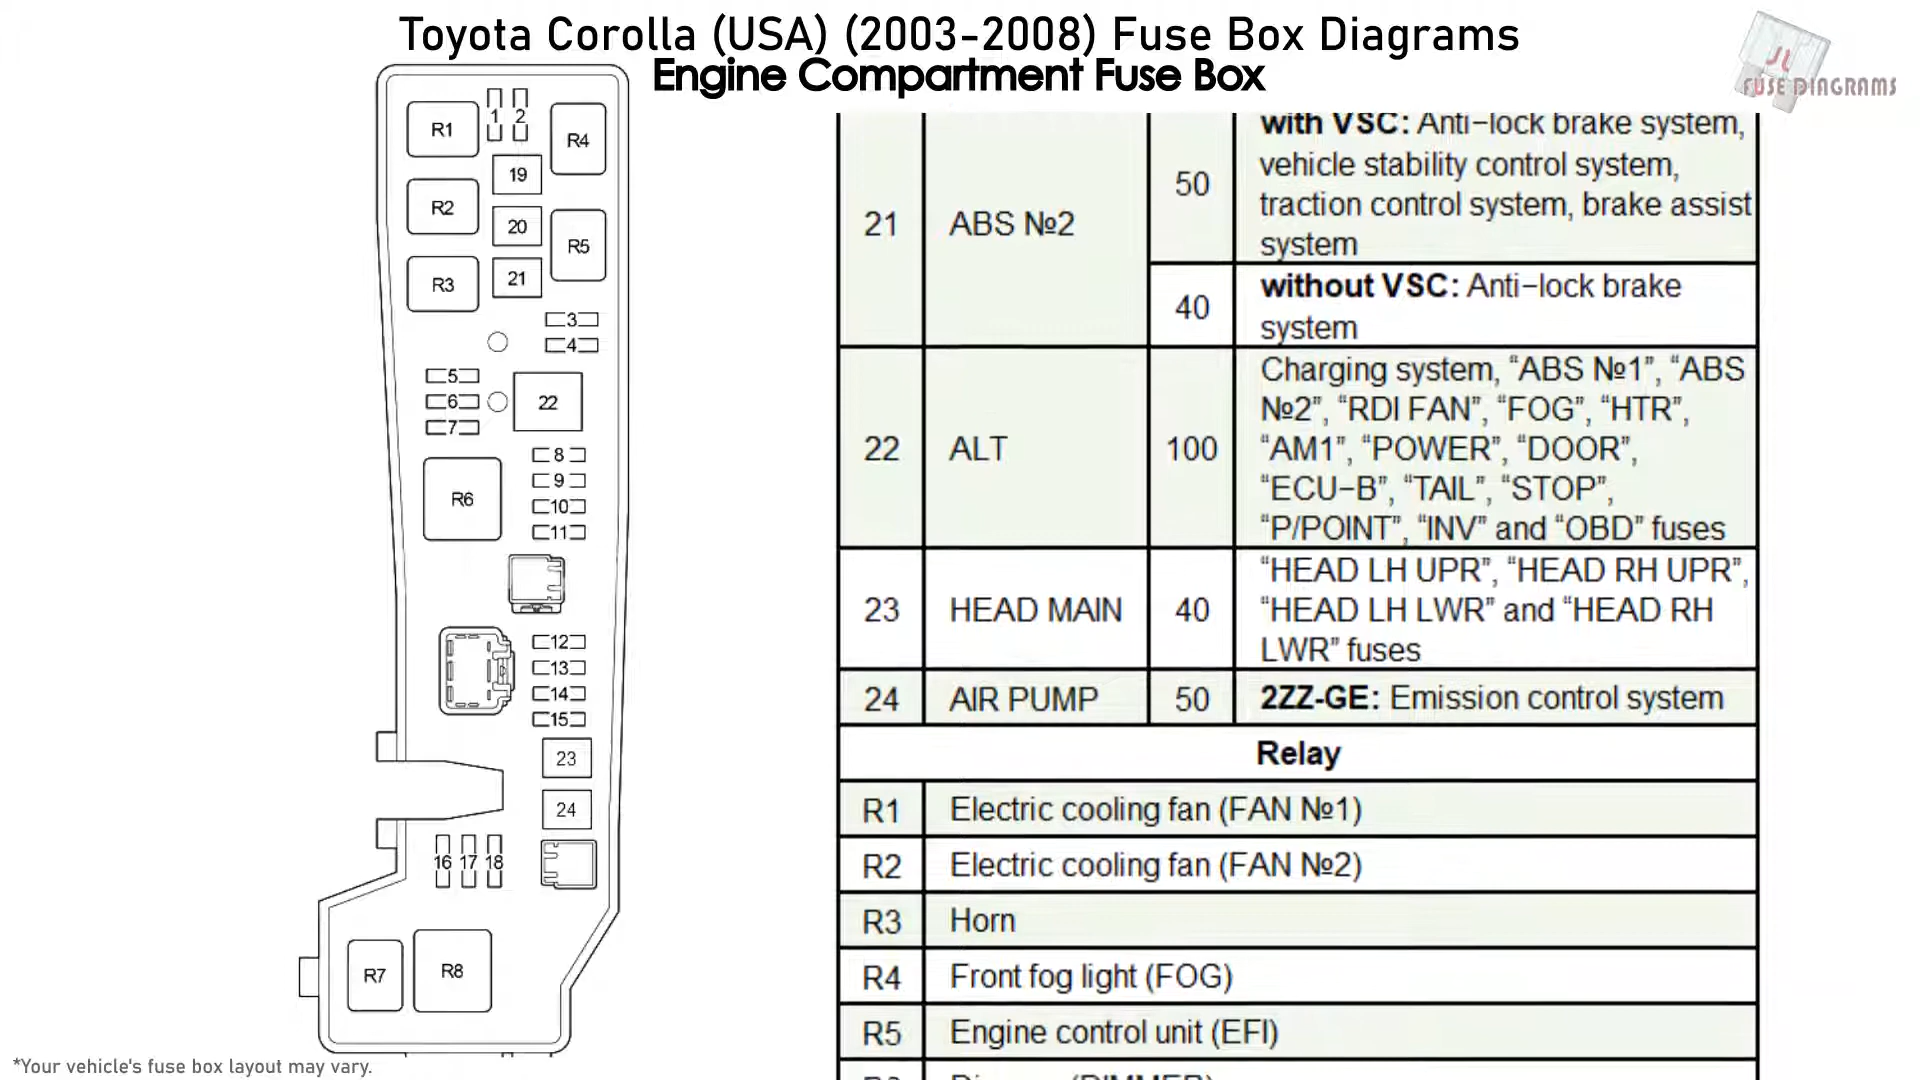 Toyota Corolla (USA) (2003-2008) Fuse Box Diagrams
Engine Compartment Fuse Box
Jt
FUSE DIAGRAMS
R1
1 2
R4
19
R2
20
R5
21
R3
3
4
5
6
22
7
8
R6
9
10
11
12
13
14
15
23
24
16 17 18
R7
R8
*Your vehicle's fuse box layout may vary.
21
ABS №2
50
with VSC: Anti-lock brake system,
vehicle stability control system,
traction control system, brake assist
system
40
without VSC: Anti-lock brake
system
22
ALT
100
Charging system, “ABS №1”, “ABS
№2”, “RDI FAN”, “FOG”, “HTR”,
“AM1”, “POWER”, “DOOR”,
“ECU-B”, “TAIL”, “STOP”,
“P/POINT”, “INV” and “OBD” fuses
23
HEAD MAIN
40
“HEAD LH UPR”, “HEAD RH UPR”,
“HEAD LH LWR” and “HEAD RH
LWR” fuses
24
AIR PUMP
50
2ZZ-GE: Emission control system
Relay
R1
Electric cooling fan (FAN №1)
R2
Electric cooling fan (FAN №2)
R3
Horn
R4
Front fog light (FOG)
R5
Engine control unit (EFI)